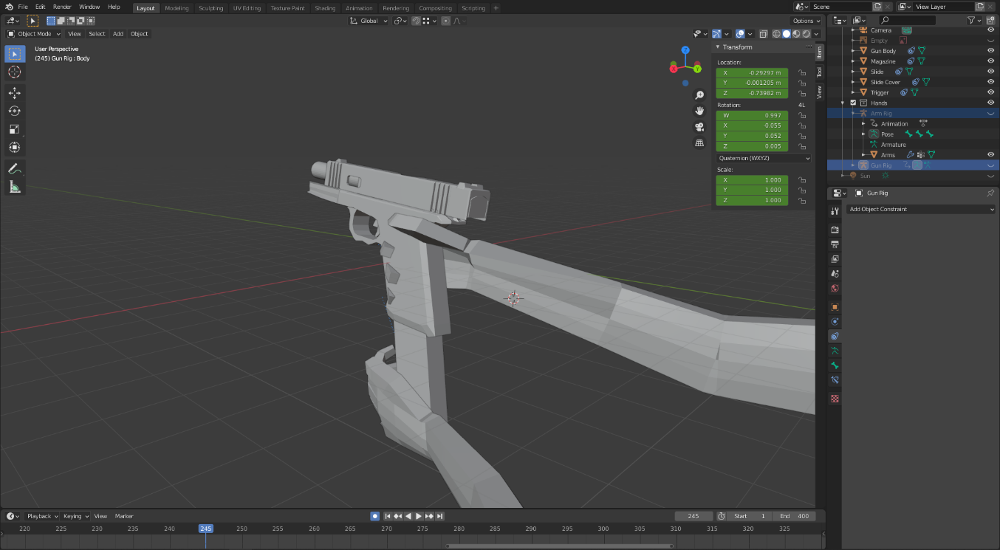 File Edit Render Window Help Layout Modeling Sculpting UV Editing Texture Paint Shading Animation Rendering Compositing Scripting + Scene View Layer
Global Options
Object Mode View Select Add Object
User Perspective
(245) Gun Rig : Body
Z
X Y
Transform
Location:
X -0.29297 m
Y -0.001205 m
Z -0.73982 m
Rotation: 4L
W 0.997
X -0.055
Y 0.052
Z 0.005
Quaternion (WXYZ)
Scale:
X 1.000
Y 1.000
Z 1.000
Item
Tool
View
Camera
Empty
Gun Body
Magazine
Slide
Slide Cover
Trigger
Hands
Arm Rig
Animation
Pose
Armature
Arms
Gun Rig
Sun
Gun Rig
Add Object Constraint
Playback Keying View Marker 245 Start 1 End 400
220 225 230 235 240 245 250 255 260 265 270 275 280 285 290 295 300 305 310 315 320 325